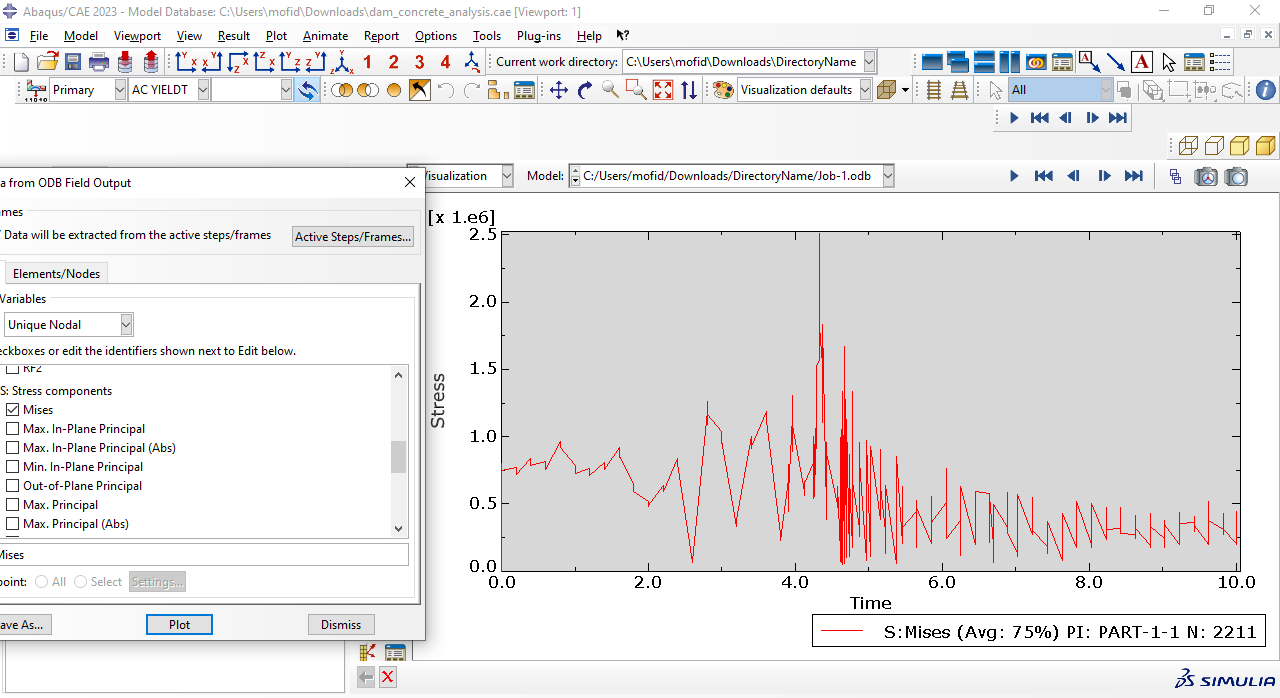 Abaqus/CAE 2023 - Model Database: C:\Users\mofid\Downloads\dam_concrete_analysis.cae [Viewport: 1]
File Model Viewport View Result Plot Animate Report Options Tools Plug-ins Help
1 2 3 4 Current work directory: C:\Users\mofid\Downloads\DirectoryName A
Primary AC YIELDT Visualization defaults All
Visualization Model: C:/Users/mofid/Downloads/DirectoryName/Job-1.odb
a from ODB Field Output
mes
Data will be extracted from the active steps/frames Active Steps/Frames...
Elements/Nodes
Variables
Unique Nodal
eckboxes or edit the identifiers shown next to Edit below.
RF2
S: Stress components
Mises
Max. In-Plane Principal
Max. In-Plane Principal (Abs)
Min. In-Plane Principal
Out-of-Plane Principal
Max. Principal
Max. Principal (Abs)
Mises
point: All Select Settings...
ave As... Plot Dismiss
[x 1.e6]
2.5
2.0
1.5
1.0
0.5
0.0
Stress
0.0 2.0 4.0 6.0 8.0 10.0
Time
S:Mises (Avg: 75%) PI: PART-1-1 N: 2211
SIMULIA